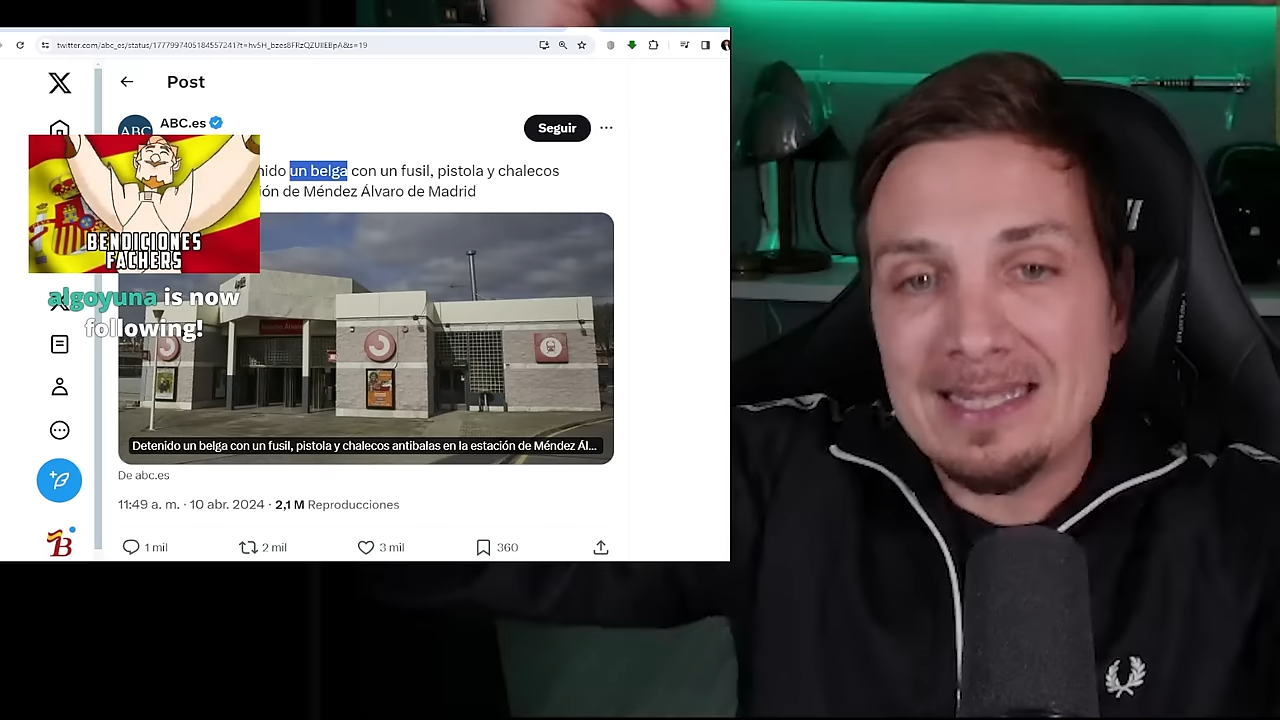 twitter.com/abc_es/status/1777997405184557241?t=hv5H_bzes8FRzQZUIlEBpA&s=19
Post
ABC
ABC.es
Seguir
un belga con un fusil, pistola y chalecos
de Méndez Álvaro de Madrid
BENDICIONES
FACHERS
algoyuna is now
following!
Detenido un belga con un fusil, pistola y chalecos antibalas en la estación de Méndez Ál...
De abc.es
11:49 a. m. · 10 abr. 2024 · 2,1 M Reproducciones
1 mil
2 mil
3 mil
360
B